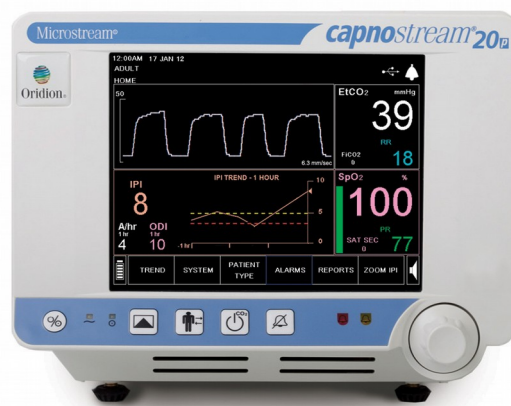 Microstream®
capnostream®20p
Oridion®
12:00AM 17 JAN 12
ADULT
HOME
50
6.3 mm/sec
EtCO2 mmHg
39
RR
FiCO2
0
18
IPI
8
IPI TREND - 1 HOUR
10
5
0
-1 hr
A/hr ODI
1 hr 1 hr
4 10
SpO2 %
100
PR
SAT SEC
0
77
TREND SYSTEM PATIENT TYPE ALARMS REPORTS ZOOM IPI
%
CO2